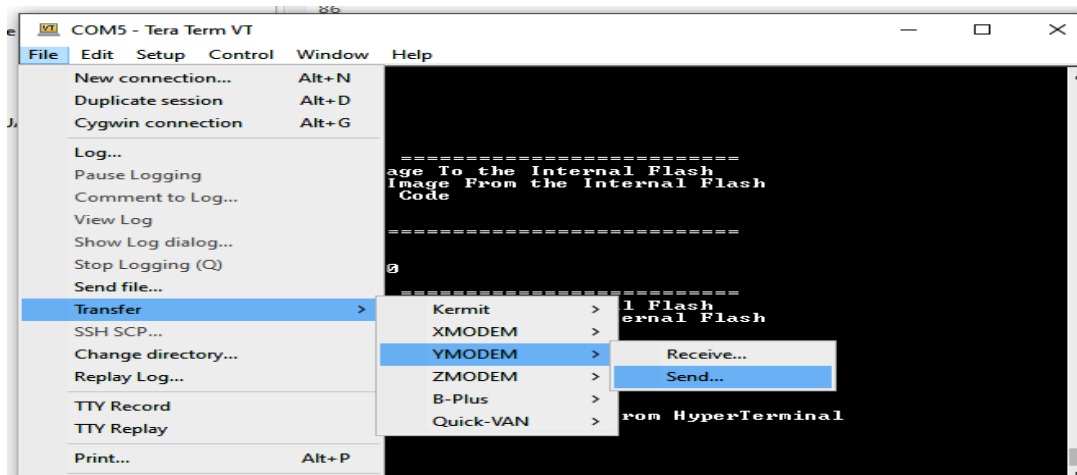 86
COM5 - Tera Term VT
File Edit Setup Control Window Help
New connection... Alt+N
Duplicate session Alt+D
Cygwin connection Alt+G
Log...
Pause Logging
Comment to Log...
View Log
Show Log dialog...
Stop Logging (Q)
Send file...
Transfer >
SSH SCP...
Change directory...
Replay Log...
TTY Record
TTY Replay
Print... Alt+P
Kermit >
XMODEM >
YMODEM >
ZMODEM >
B-Plus >
Quick-VAN >
Receive...
Send...
==========================
age To the Internal Flash
Image From the Internal Flash
Code
===========================
0
==========================
l Flash
ernal Flash
rom HyperTerminal